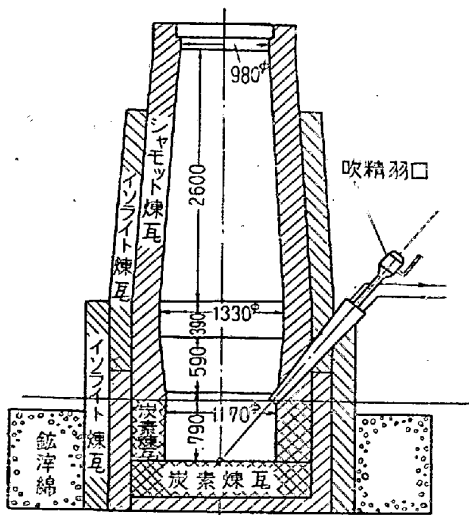 980φ
シャモット煉瓦
イソライト煉瓦
2600
吹精羽口
390
1330φ
590
イソライト煉瓦
炭素煉瓦
1170φ
790
鉱滓綿
炭素煉瓦